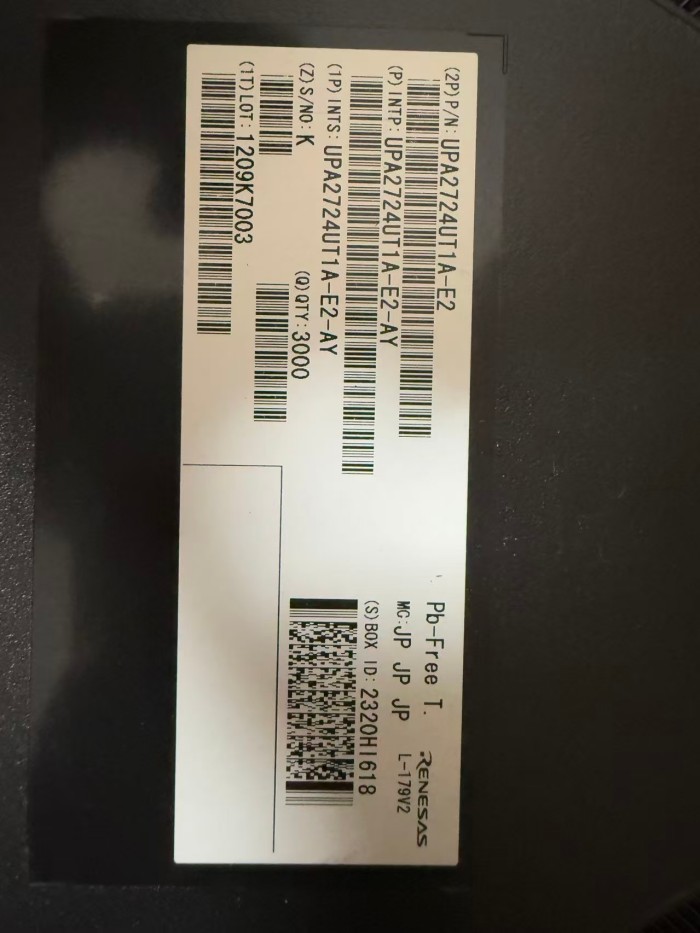 (2P) P/N: UPA2724UT1A-E2
(P) INTP: UPA2724UT1A-E2-AY
(1P) INTS: UPA2724UT1A-E2-AY
(Z) S/NO: K
(Q) QTY: 3000
(1T) LOT: 1209K7003
Pb-Free T.
RENESAS
MC:JP JP JP
L-179V2
(S) BOX ID: 2320HI618